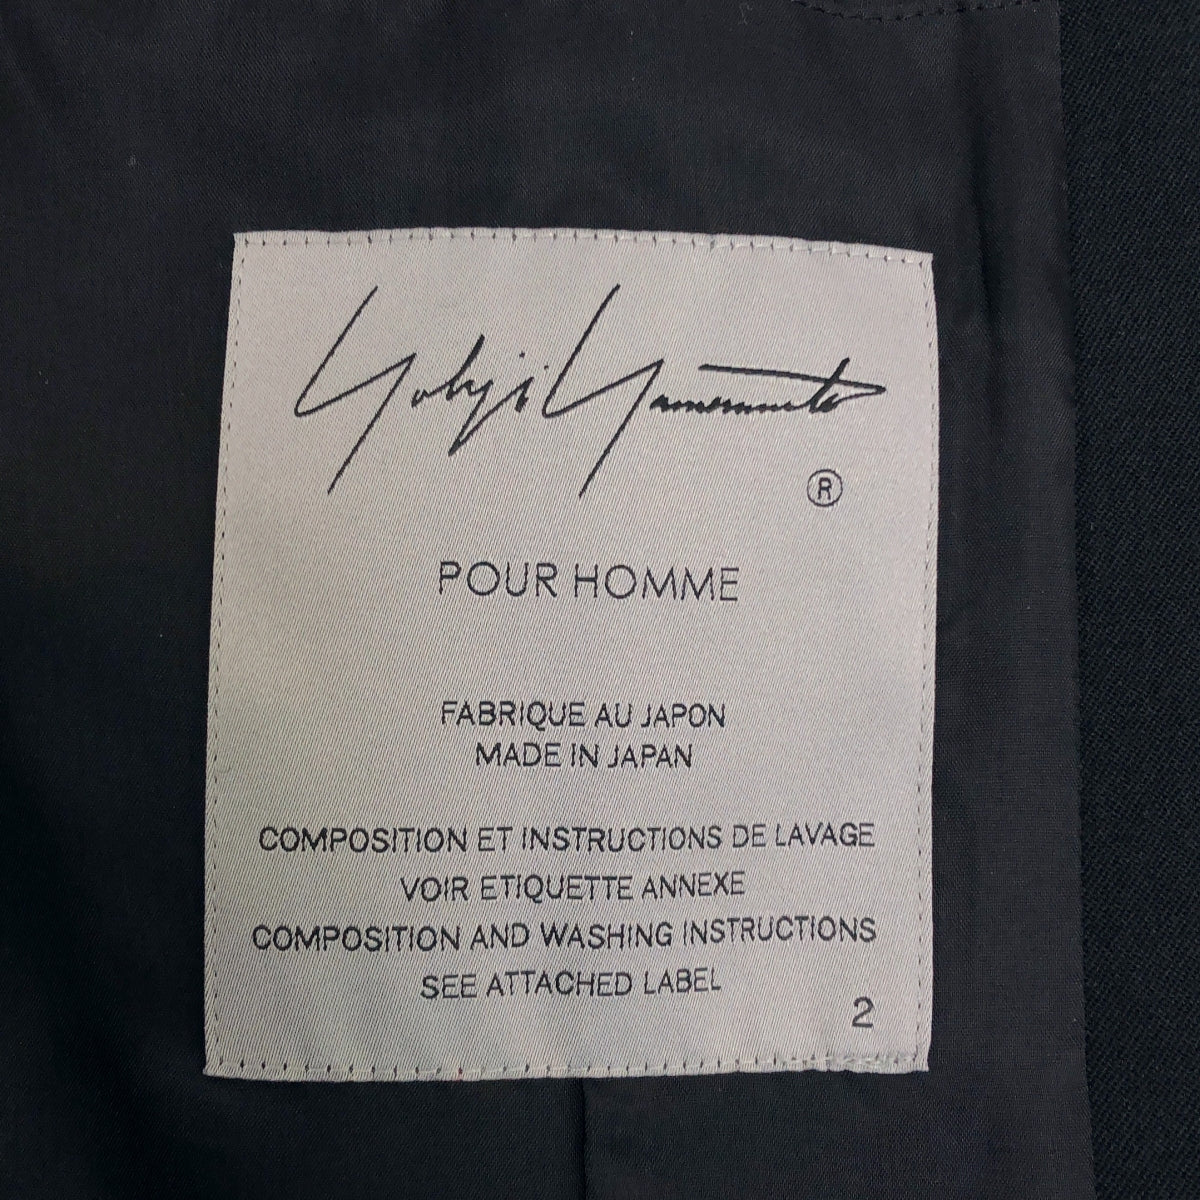 Yohji Yamamoto
®
POUR HOMME
FABRIQUE AU JAPON
MADE IN JAPAN
COMPOSITION ET INSTRUCTIONS DE LAVAGE
VOIR ETIQUETTE ANNEXE
COMPOSITION AND WASHING INSTRUCTIONS
SEE ATTACHED LABEL
2